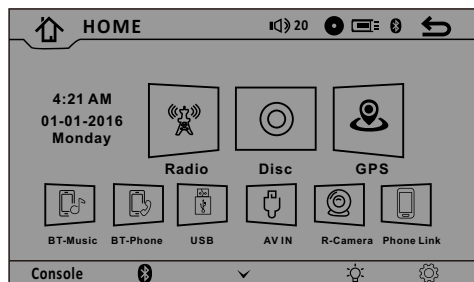 HOME
20
4:21 AM
01-01-2016
Monday
Radio Disc GPS
BT-Music BT-Phone USB AV IN R-Camera Phone Link
Console